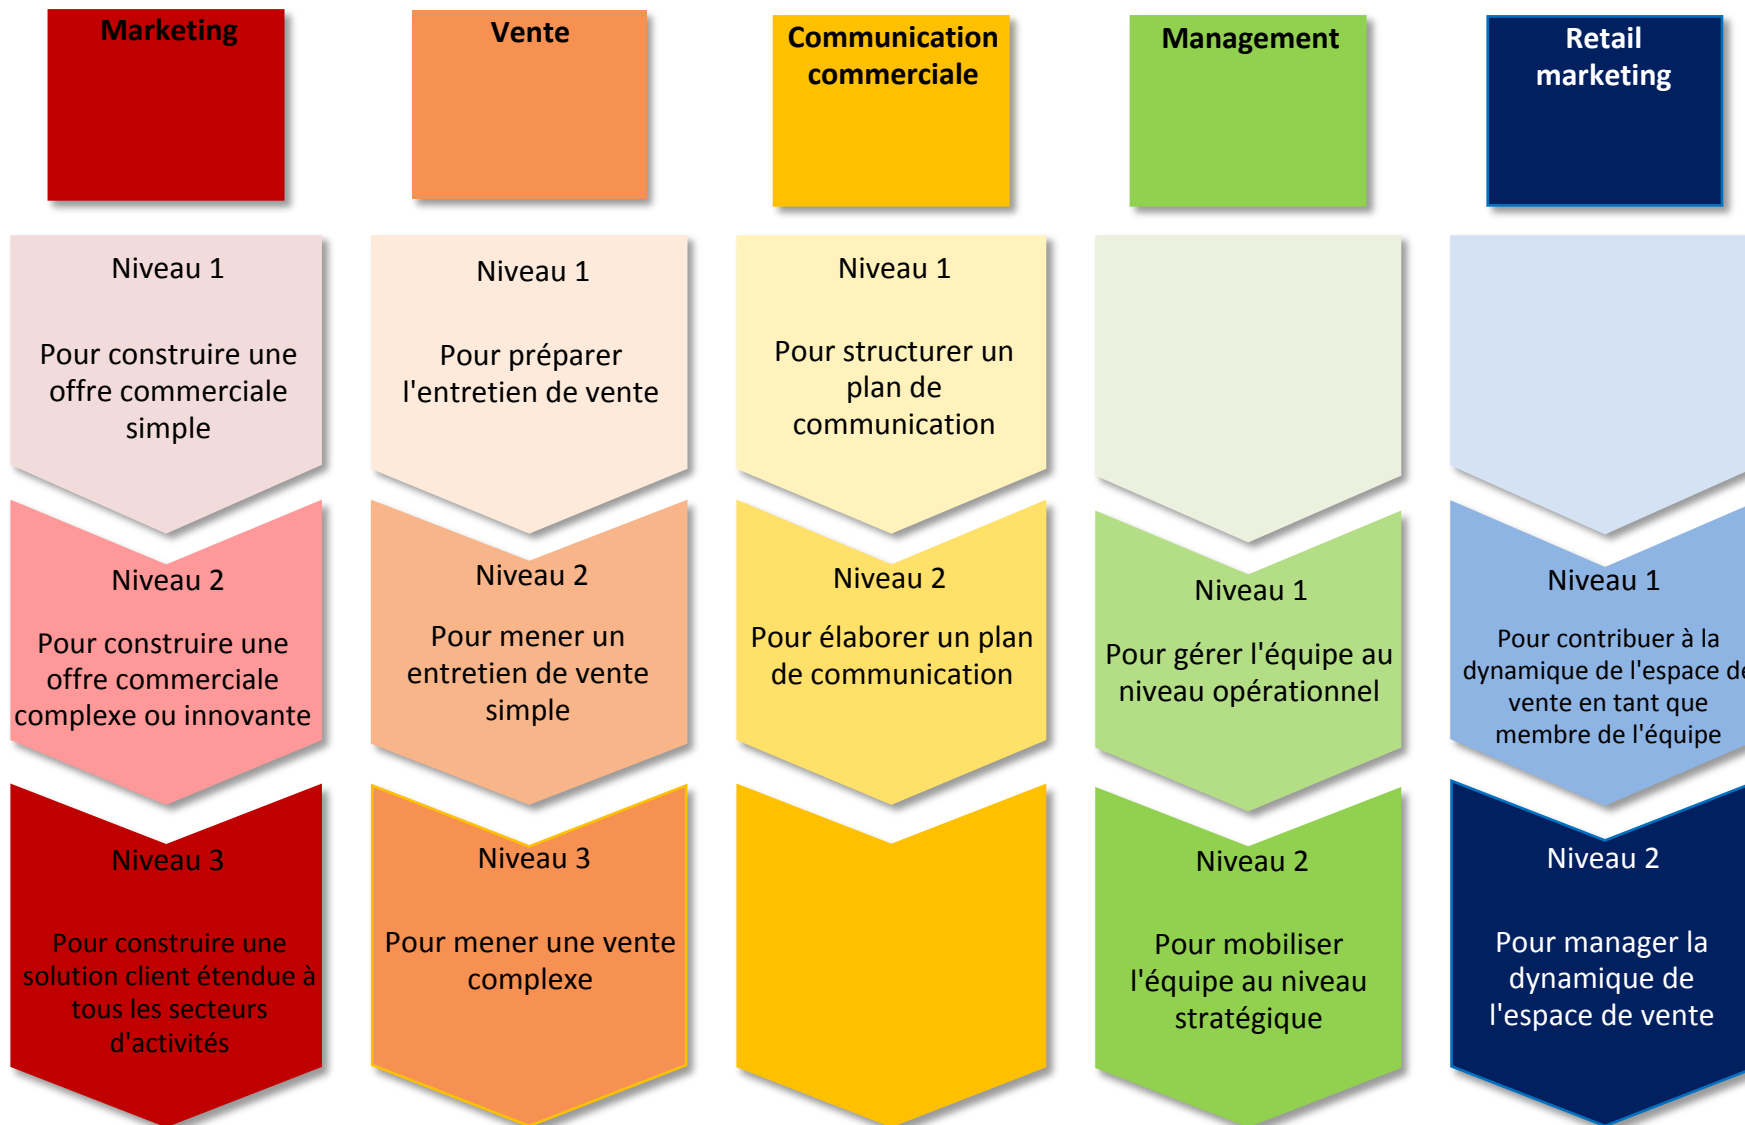 Marketing
Niveau 1
Pour construire une
offre commerciale
simple
Niveau 2
Pour construire une
offre commerciale
complexe ou innovante
Niveau 3
Pour construire une
solution client étendue à
tous les secteurs
d'activités
Vente
Niveau 1
Pour préparer
l'entretien de vente
Niveau 2
Pour mener un
entretien de vente
simple
Niveau 3
Pour mener une vente
complexe
Communication
commerciale
Niveau 1
Pour structurer un
plan de
communication
Niveau 2
Pour élaborer un plan
de communication
Management
Niveau 1
Pour gérer l'équipe au
niveau opérationnel
Niveau 2
Pour mobiliser
l'équipe au niveau
stratégique
Retail
marketing
Niveau 1
Pour contribuer à la
dynamique de l'espace de
vente en tant que
membre de l'équipe
Niveau 2
Pour manager la
dynamique de
l'espace de vente